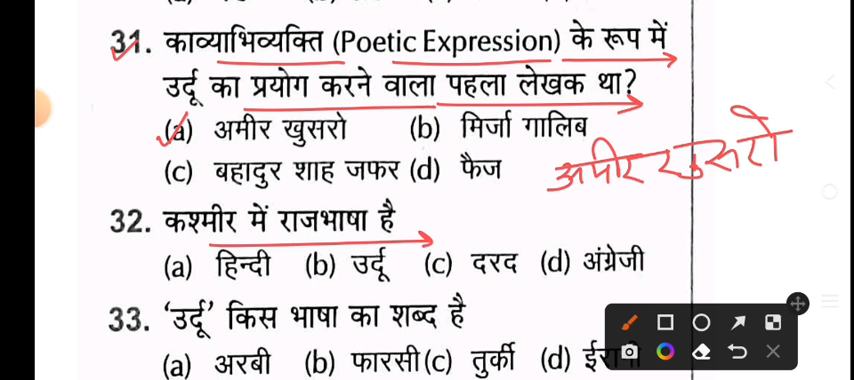 31. काव्याभिव्यक्ति (Poetic Expression) के रूप में
उर्दू का प्रयोग करने वाला पहला लेखक था?
(a) अमीर खुसरो (b) मिर्जा गालिब
(c) बहादुर शाह जफर (d) फैज
अमीर खुसरो
32. कश्मीर में राजभाषा है
(a) हिन्दी (b) उर्दू (c) दरद (d) अंग्रेजी
33. ‘उर्दू’ किस भाषा का शब्द है
(a) अरबी (b) फारसी (c) तुर्की (d)